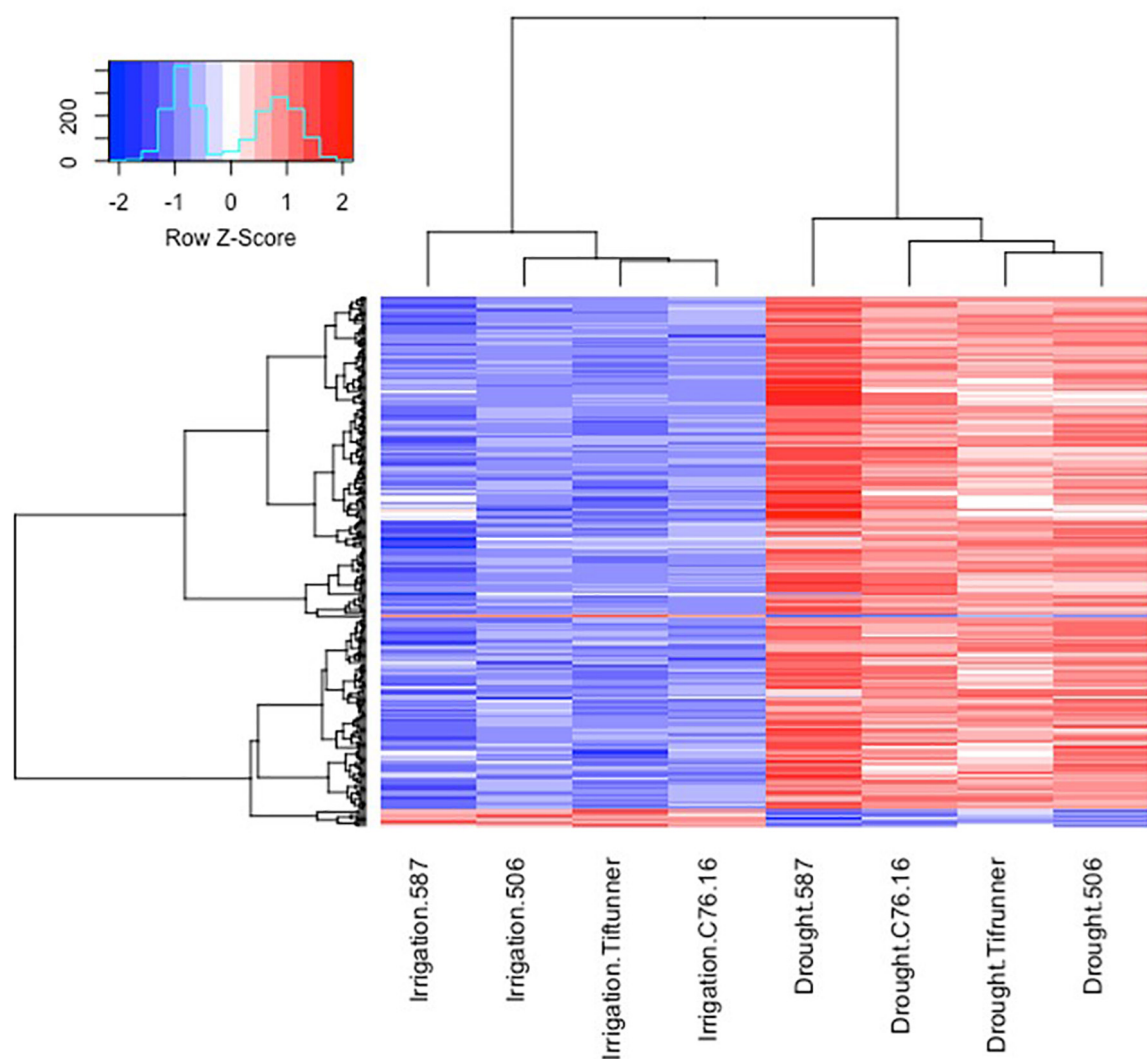 200
0
-2 -1 0 1 2
Row Z-Score
Irrigation.587
Irrigation.506
Irrigation.Tiftunner
Irrigation.C76.16
Drought.587
Drought.C76.16
Drought.Tifrunner
Drought.506